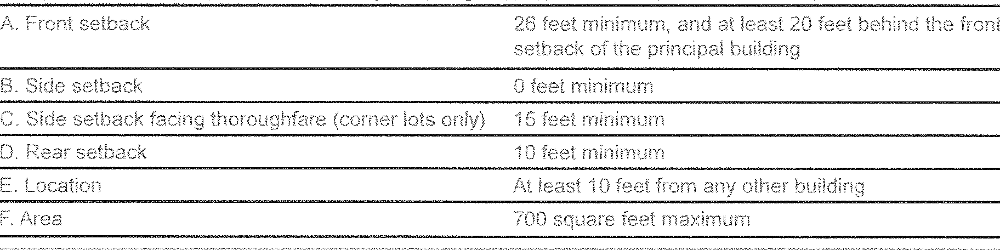 A. Front setback 26 feet minimum, and at least 20 feet behind the front
setback of the principal building
B. Side setback 0 feet minimum
C. Side setback facing thoroughfare (corner lots only) 15 feet minimum
D. Rear setback 10 feet minimum
E. Location At least 10 feet from any other building
F. Area 700 square feet maximum